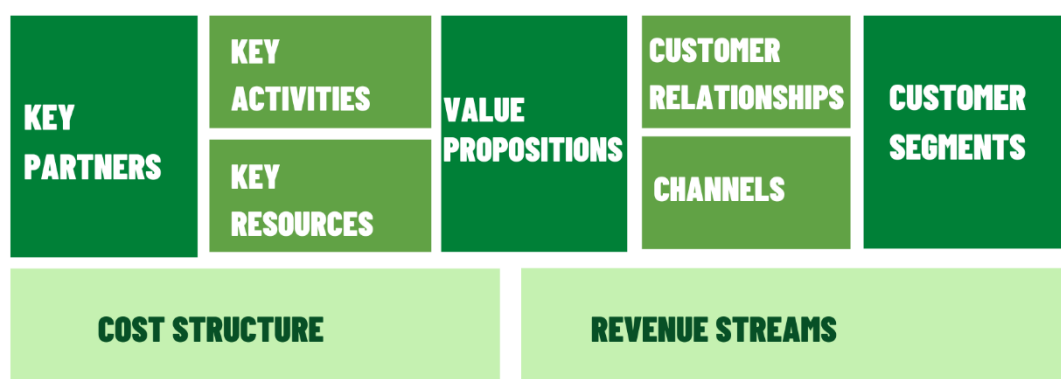 KEY
PARTNERS
KEY
ACTIVITIES
KEY
RESOURCES
VALUE
PROPOSITIONS
CUSTOMER
RELATIONSHIPS
CHANNELS
CUSTOMER
SEGMENTS
COST STRUCTURE
REVENUE STREAMS